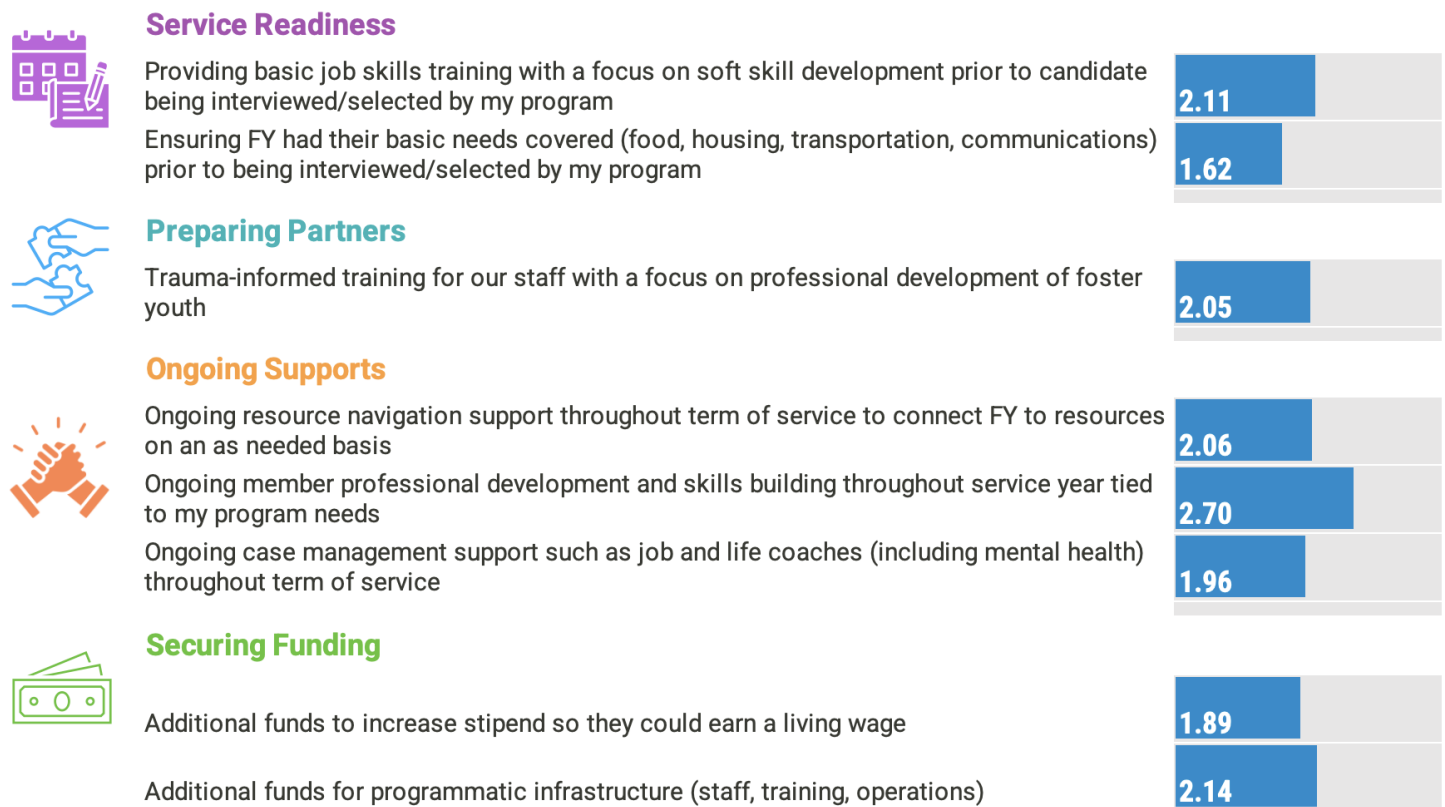 Service Readiness
Providing basic job skills training with a focus on soft skill development prior to candidate
being interviewed/selected by my program
2.11
Ensuring FY had their basic needs covered (food, housing, transportation, communications)
prior to being interviewed/selected by my program
1.62
Preparing Partners
Trauma-informed training for our staff with a focus on professional development of foster
youth
2.05
Ongoing Supports
Ongoing resource navigation support throughout term of service to connect FY to resources
on an as needed basis
2.06
Ongoing member professional development and skills building throughout service year tied
to my program needs
2.70
Ongoing case management support such as job and life coaches (including mental health)
throughout term of service
1.96
Securing Funding
Additional funds to increase stipend so they could earn a living wage
1.89
Additional funds for programmatic infrastructure (staff, training, operations)
2.14